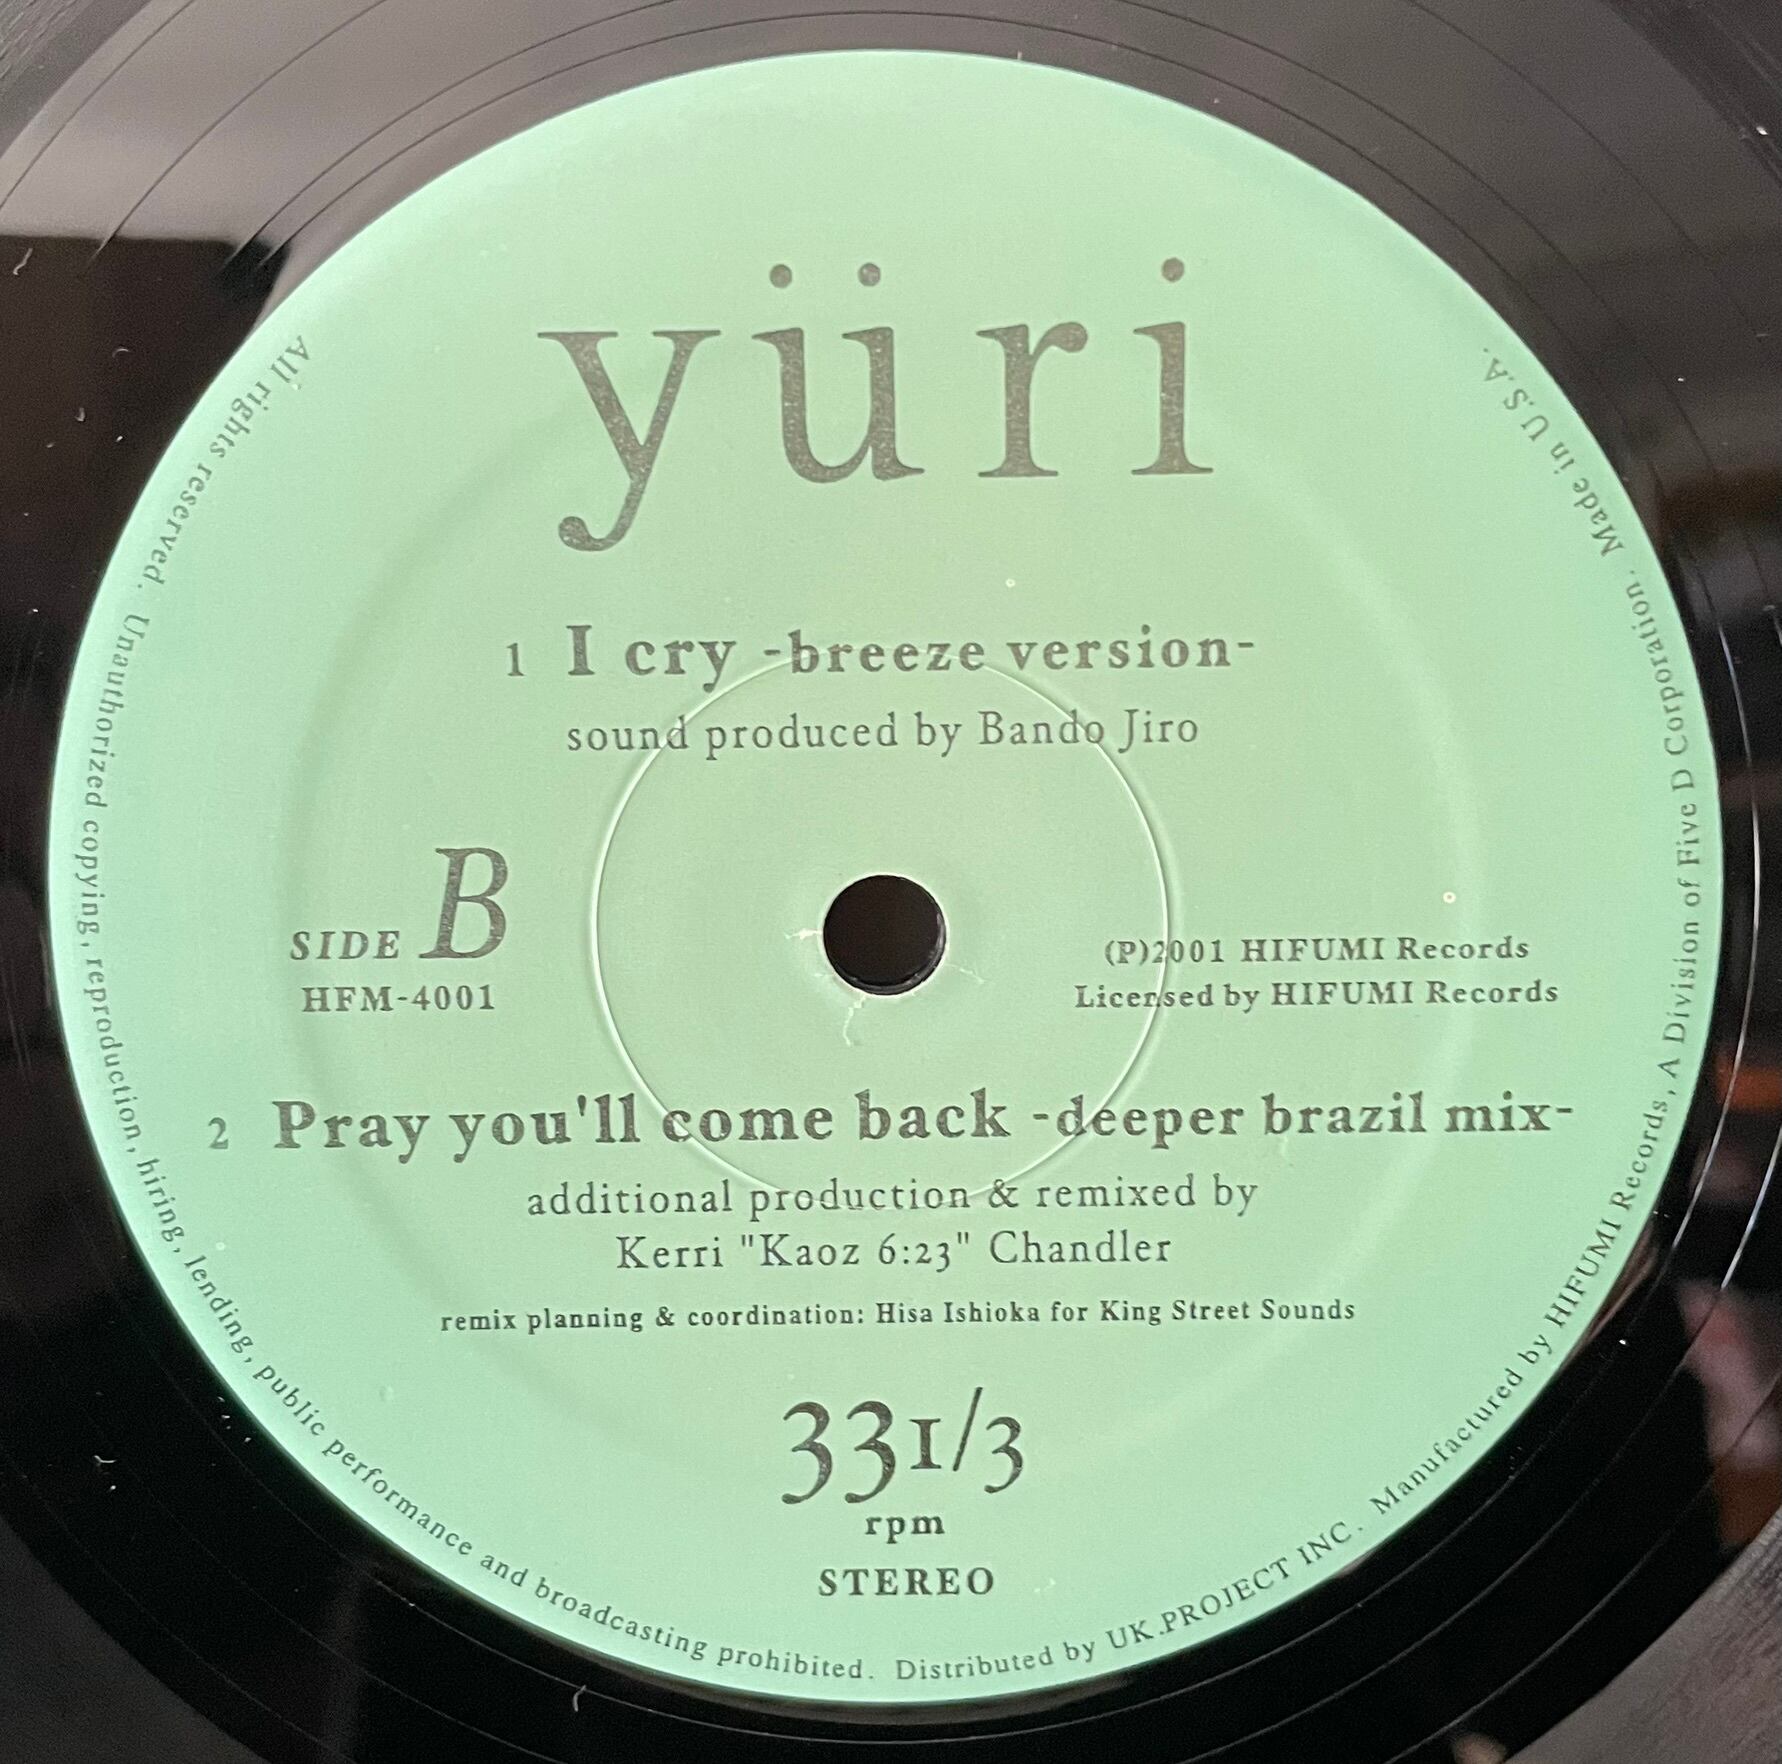 yüri
1 I cry -breeze version-
sound produced by Bando Jiro
SIDE B
HFM-4001
(P)2001 HIFUMI Records
Licensed by HIFUMI Records
2 Pray you'll come back -deeper brazil mix-
additional production & remixed by
Kerri "Kaoz 6:23" Chandler
remix planning & coordination: Hisa Ishioka for King Street Sounds
33 1/3
rpm
STEREO
All rights reserved. Unauthorized copying, reproduction, hiring, lending, public performance and broadcasting prohibited. Distributed by UK.PROJECT INC. Manufactured by HIFUMI Records, A Division of Five D Corporation. Made in U.S.A.